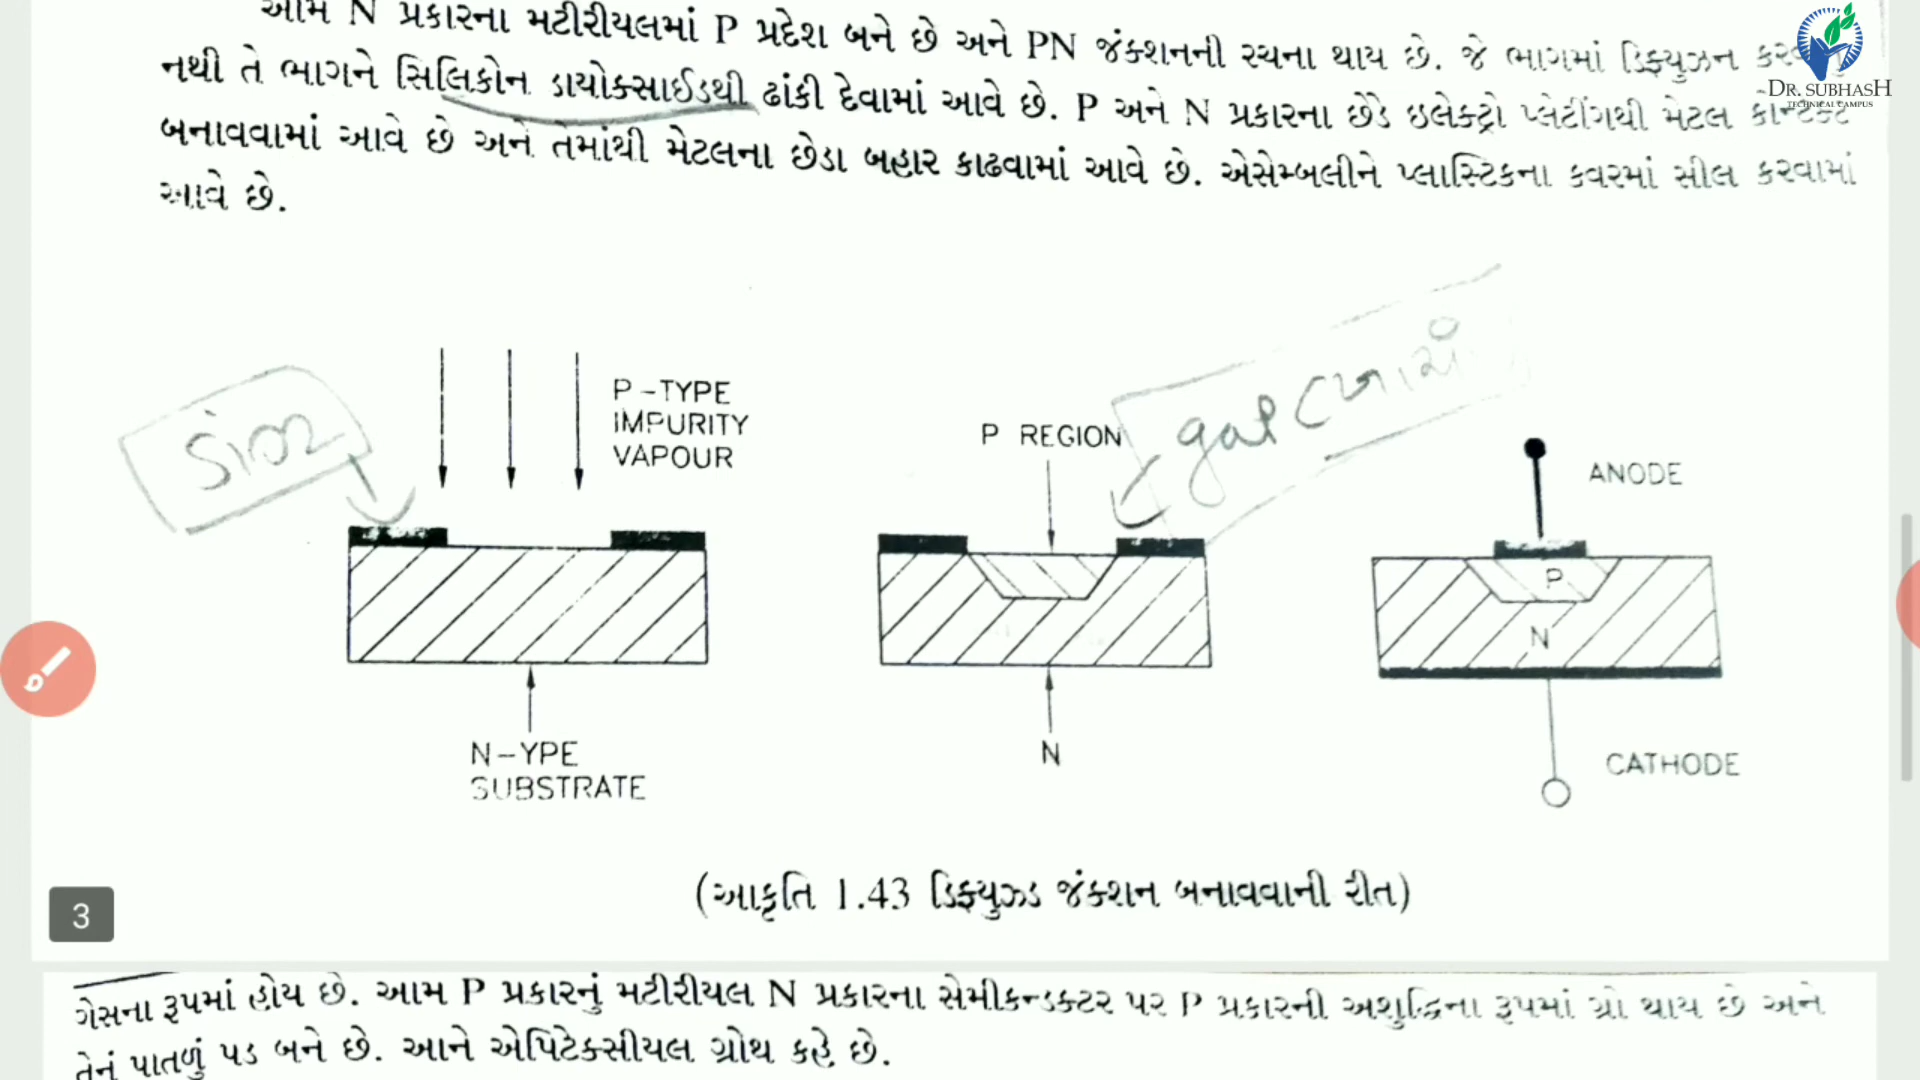 આમ N પ્રકારના મટીરીયલમાં P પ્રદેશ બને છે અને PN જંક્શનની રચના થાય છે. જે ભાગમાં ડિફ્યુઝન
નથી તે ભાગને સિલિકોન ડાયોક્સાઈડથી ઢાંકી દેવામાં આવે છે. P અને N પ્રકારના છેડે ઇલેક્ટ્રો પ્લેટીંગથી મેટલ કોન્ટેક્ટ
બનાવવામાં આવે છે અને તેમાંથી મેટલના છેડા બહાર કાઢવામાં આવે છે. એસેમ્બલીને પ્લાસ્ટિકના કવરમાં સીલ કરવામાં
આવે છે.
DR. SUBHASH
TECHNICAL CAMPUS
P-TYPE
IMPURITY
VAPOUR
N-YPE
SUBSTRATE
P REGION
N
ANODE
P
N
CATHODE
(આકૃતિ 1.43 ડિફ્યુઝ્ડ જંક્શન બનાવવાની રીત)
3
ગેસના રૂપમાં હોય છે. આમ P પ્રકારનું મટીરીયલ N પ્રકારના સેમીકન્ડક્ટર પર P પ્રકારની અશુદ્ધિના રૂપમાં ગ્રો થાય છે અને
તેનું પાતળું પડ બને છે. આને એપિટેક્સીયલ ગ્રોથ કહે છે.